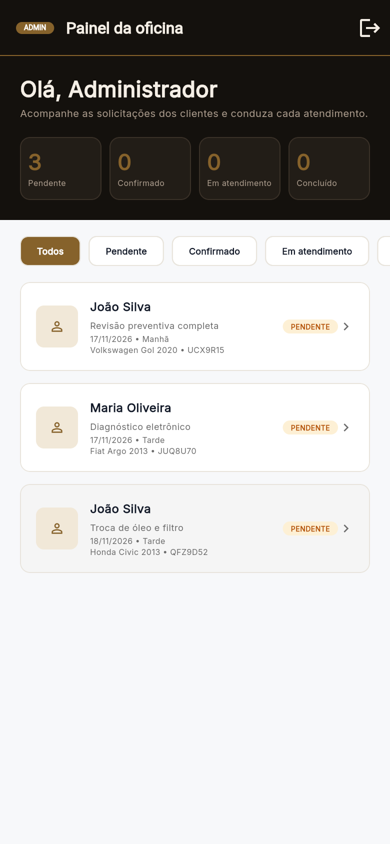 ADMIN
Painel da oficina
Olá, Administrador
Acompanhe as solicitações dos clientes e conduza cada atendimento.
3
0
0
0
Pendente
Confirmado
Em atendimento
Concluído
Todos
Pendente
Confirmado
Em atendimento
João Silva
Revisão preventiva completa
17/11/2026 • Manhã
Volkswagen Gol 2020 • UCX9R15
PENDENTE
Maria Oliveira
Diagnóstico eletrônico
17/11/2026 • Tarde
Fiat Argo 2013 • JUQ8U70
PENDENTE
João Silva
Troca de óleo e filtro
18/11/2026 • Tarde
Honda Civic 2013 • QFZ9D52
PENDENTE